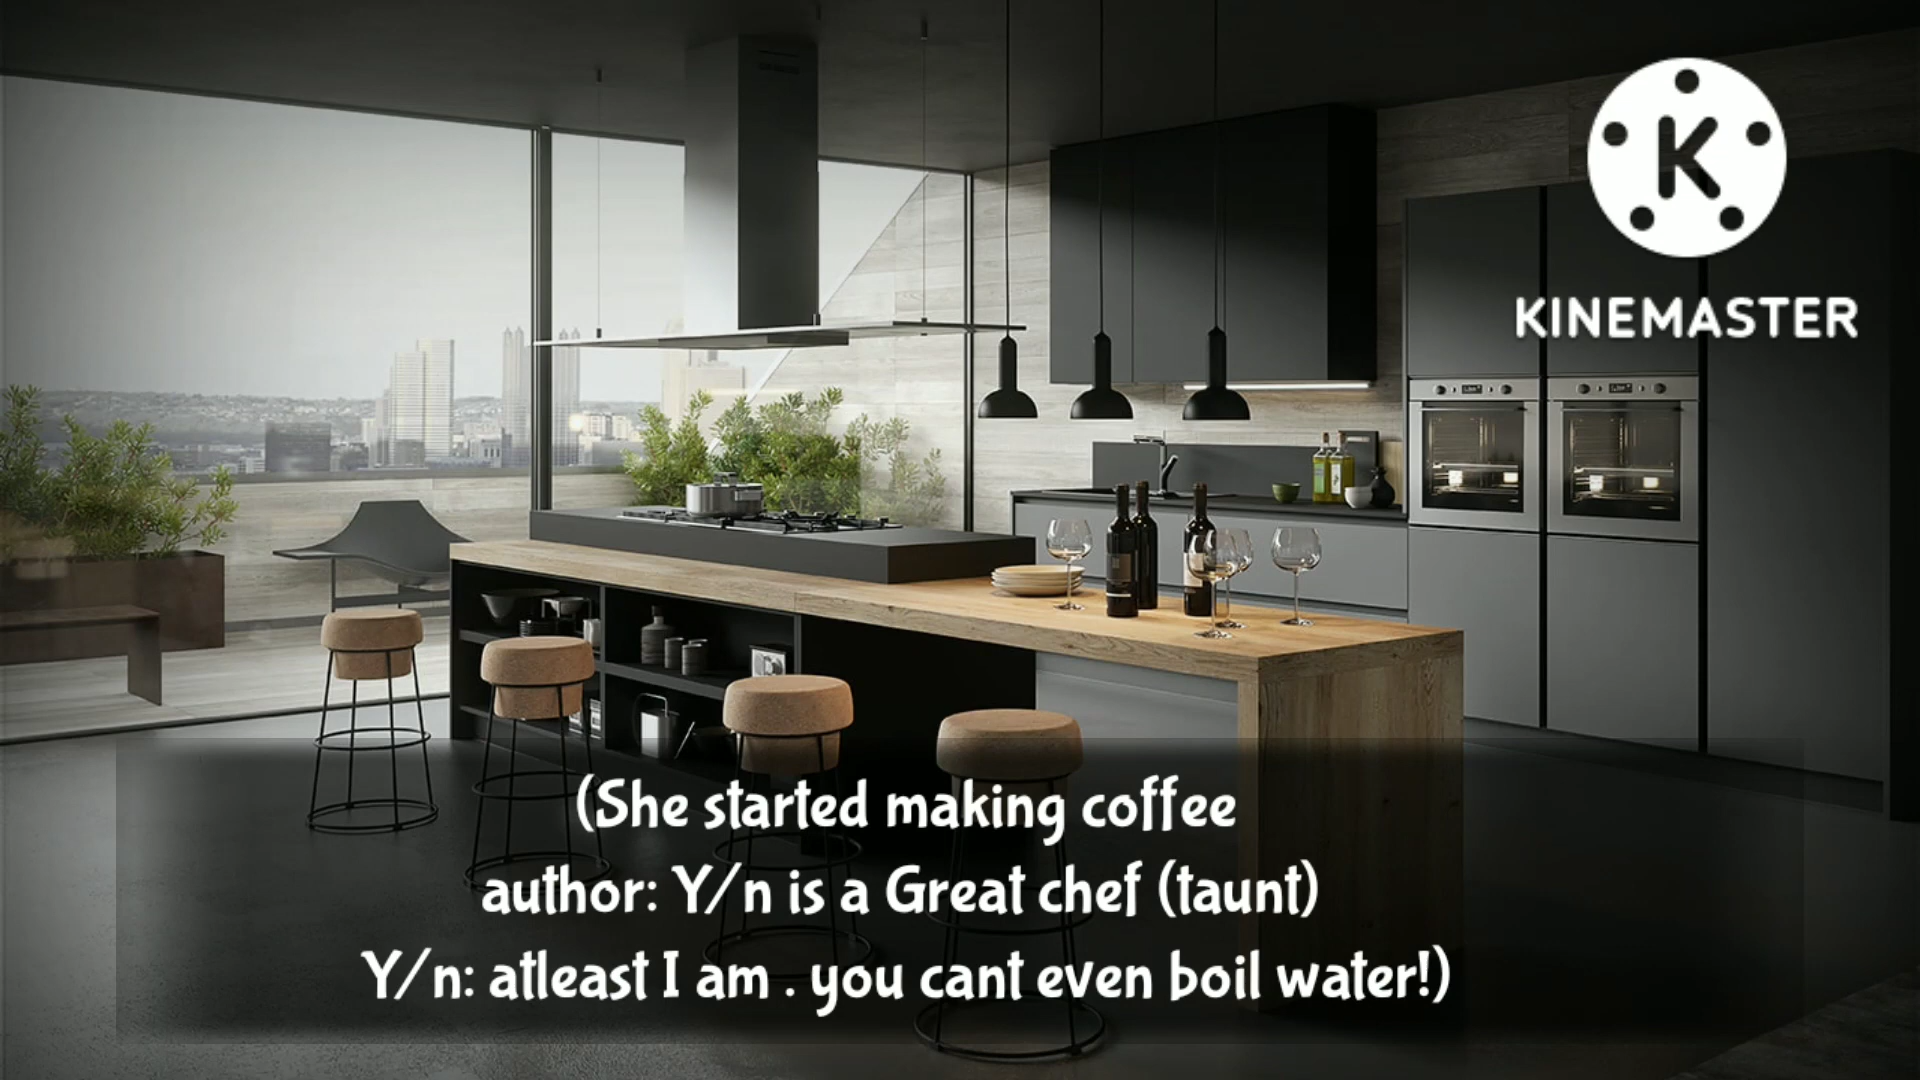 K
KINEMASTER
(She started making coffee
author: Y/n is a Great chef (taunt)
Y/n: atleast I am . you cant even boil water!)